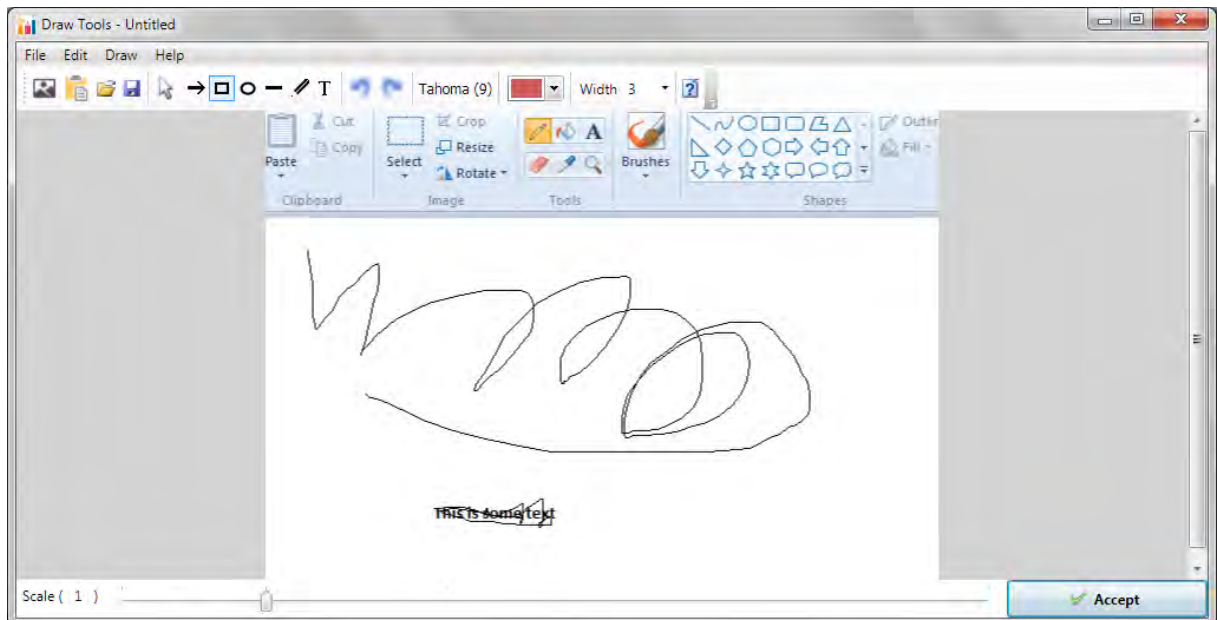 Draw Tools - Untitled
File Edit Draw Help
T Tahoma (9) Width 3
Cut Crop Outlin
Copy Resize A Fill
Paste Select Rotate Brushes
Clipboard Image Tools Shapes
This is some text
Scale ( 1 ) Accept